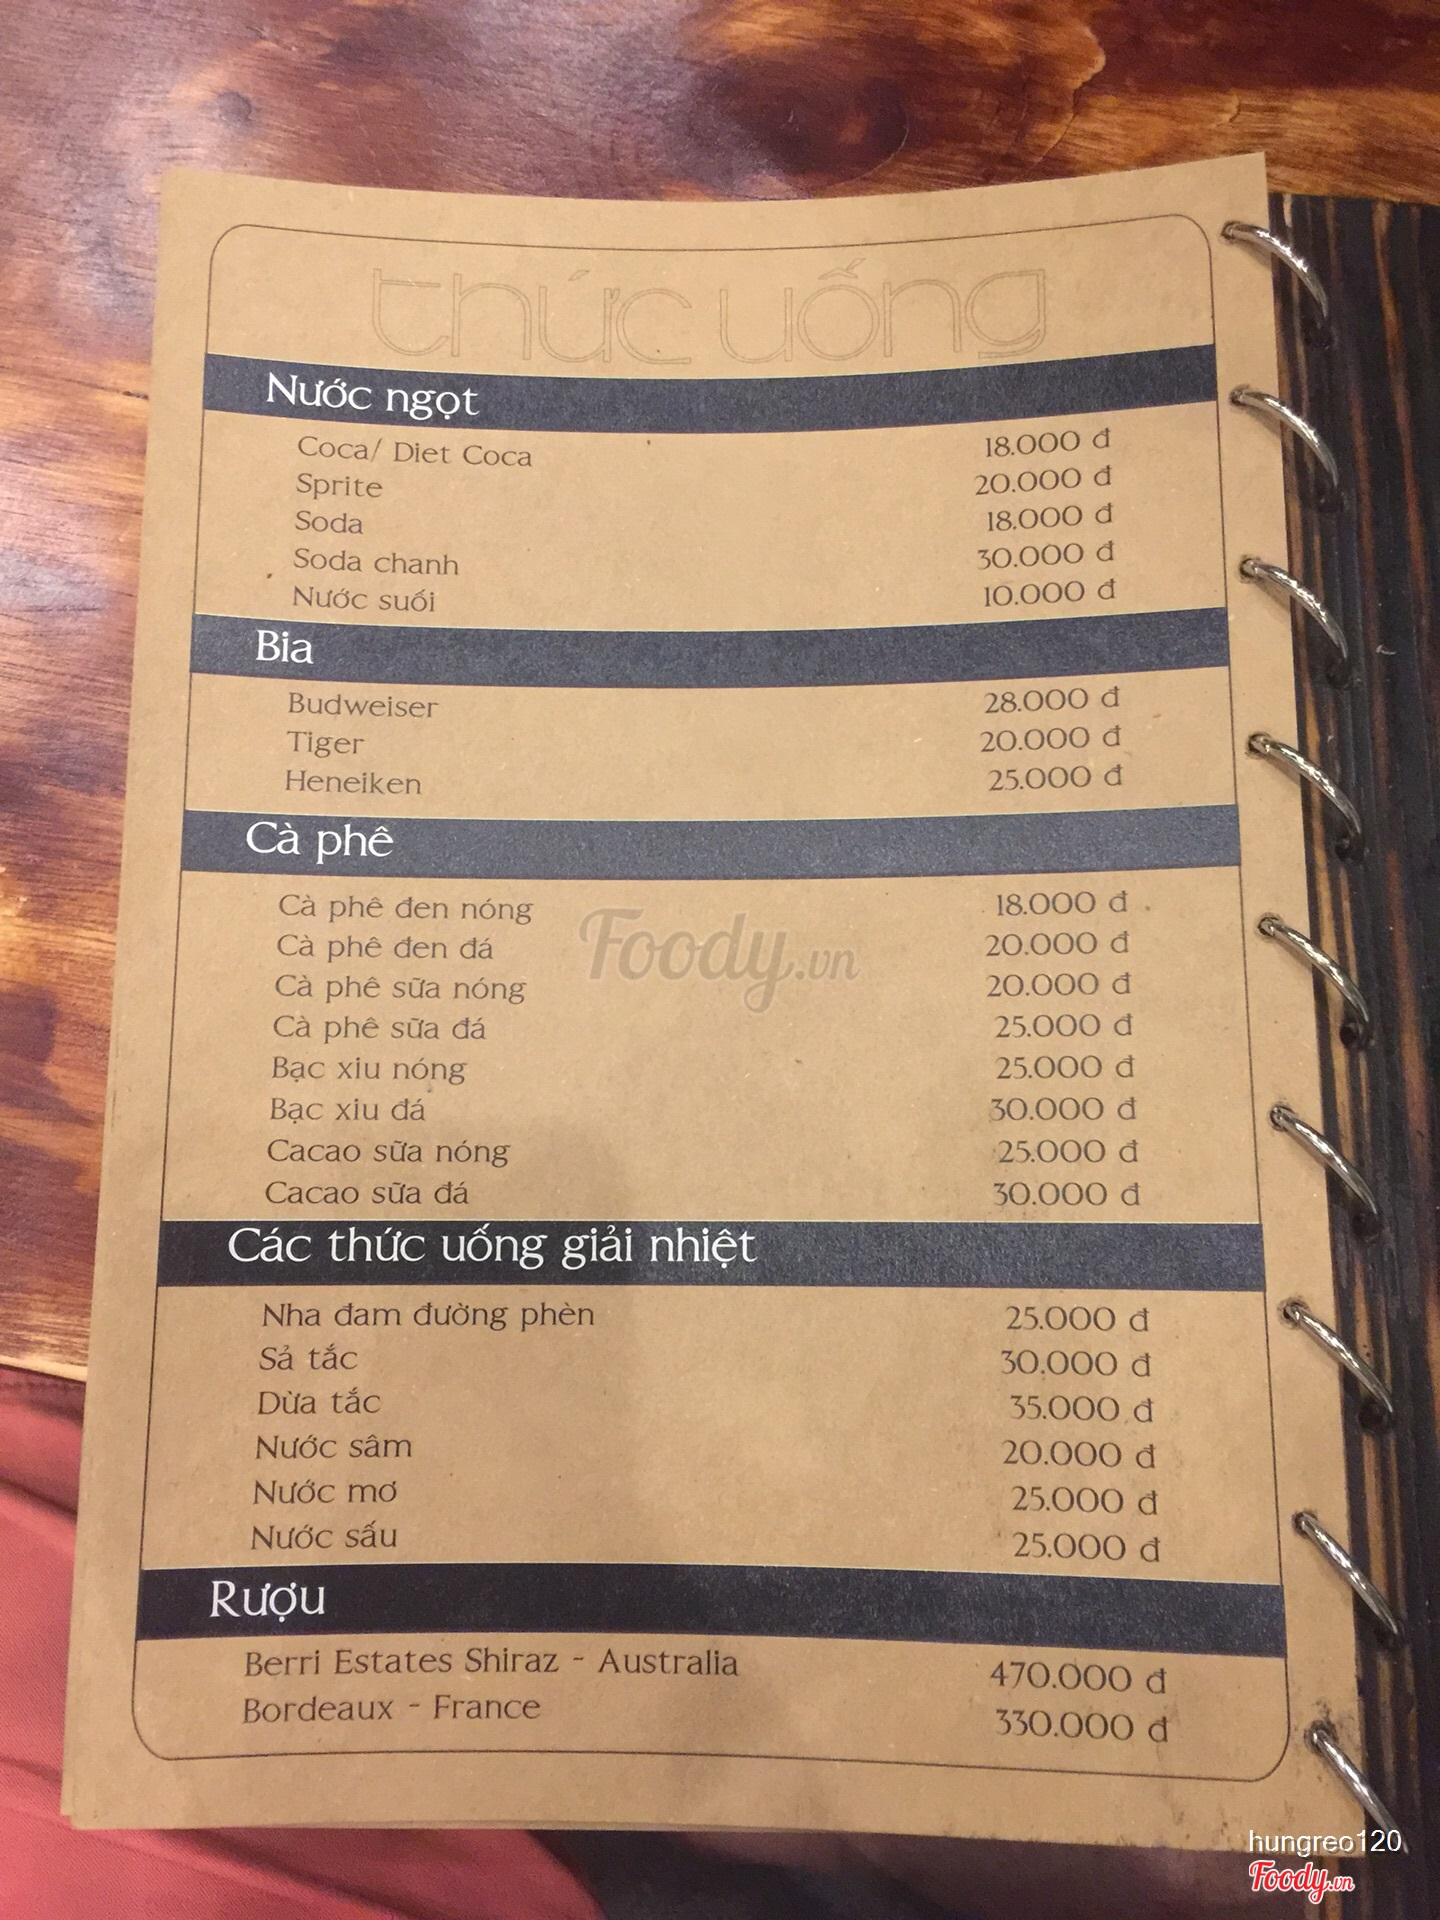 thức uống
Nước ngọt
Coca/ Diet Coca 18.000 đ
Sprite 20.000 đ
Soda 18.000 đ
Soda chanh 30.000 đ
Nước suối 10.000 đ
Bia
Budweiser 28.000 đ
Tiger 20.000 đ
Heneiken 25.000 đ
Cà phê
Cà phê đen nóng 18.000 đ
Cà phê đen đá 20.000 đ
Cà phê sữa nóng 20.000 đ
Cà phê sữa đá 25.000 đ
Bạc xiu nóng 25.000 đ
Bạc xiu đá 30.000 đ
Cacao sữa nóng 25.000 đ
Cacao sữa đá 30.000 đ
Các thức uống giải nhiệt
Nha đam đường phèn 25.000 đ
Sả tắc 30.000 đ
Dừa tắc 35.000 đ
Nước sâm 20.000 đ
Nước mơ 25.000 đ
Nước sấu 25.000 đ
Rượu
Berri Estates Shiraz - Australia 470.000 đ
Bordeaux - France 330.000 đ
Foody.vn
hungreo120
Foody.vn